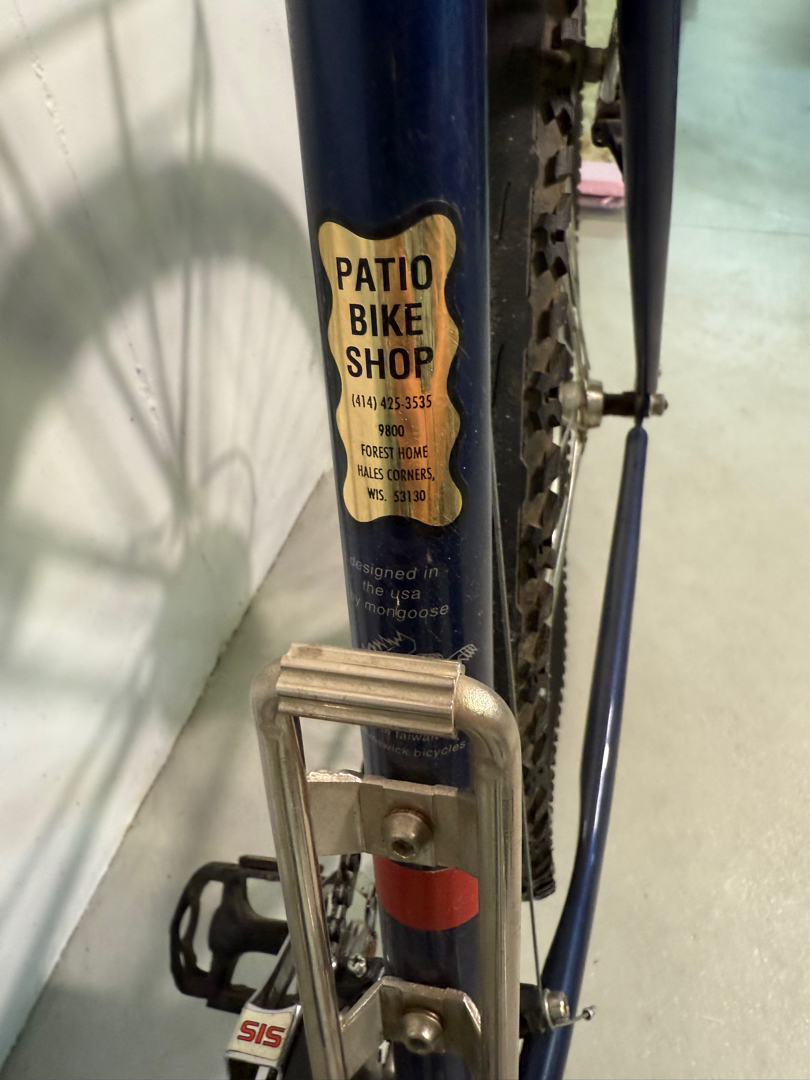 PATIO
BIKE
SHOP
(414) 425-3535
9800
FOREST HOME
HALES CORNERS,
WIS. 53130
designed in
the usa
by mongoose
taiwan
bicycles
SIS